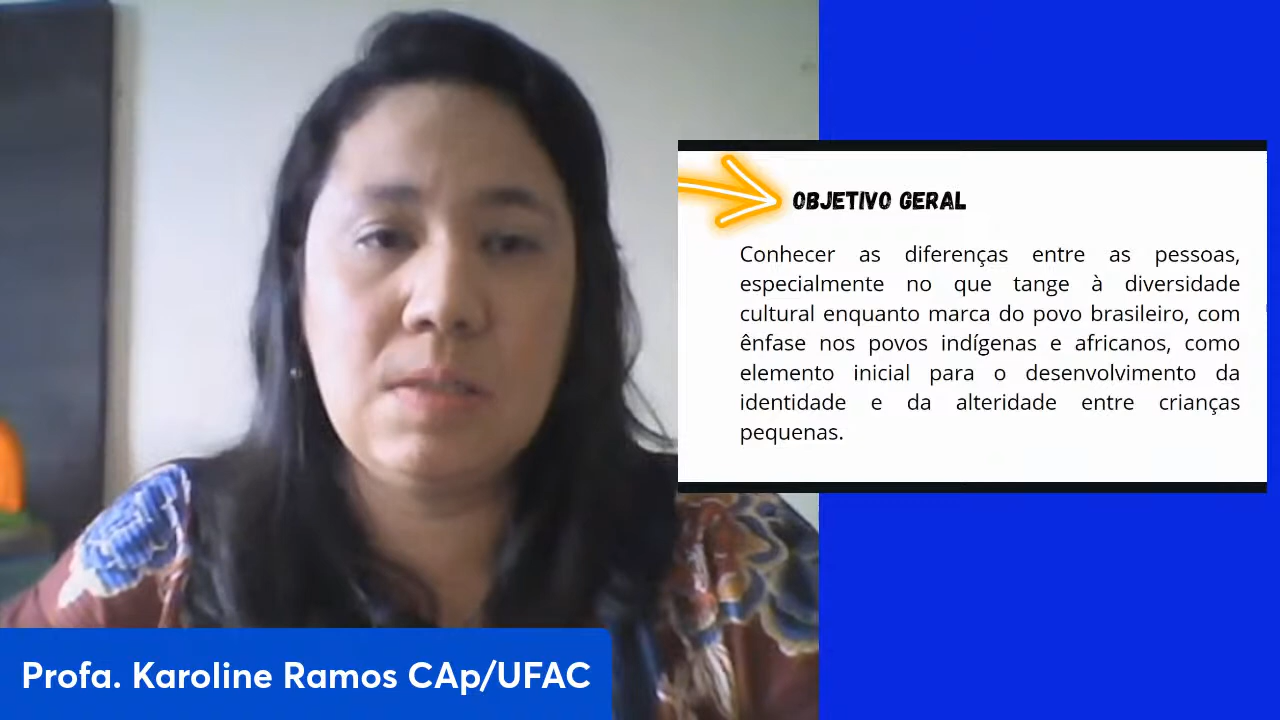 OBJETIVO GERAL
Conhecer as diferenças entre as pessoas,
especialmente no que tange à diversidade
cultural enquanto marca do povo brasileiro, com
ênfase nos povos indígenas e africanos, como
elemento inicial para o desenvolvimento da
identidade e da alteridade entre crianças
pequenas.
Profa. Karoline Ramos CAp/UFAC